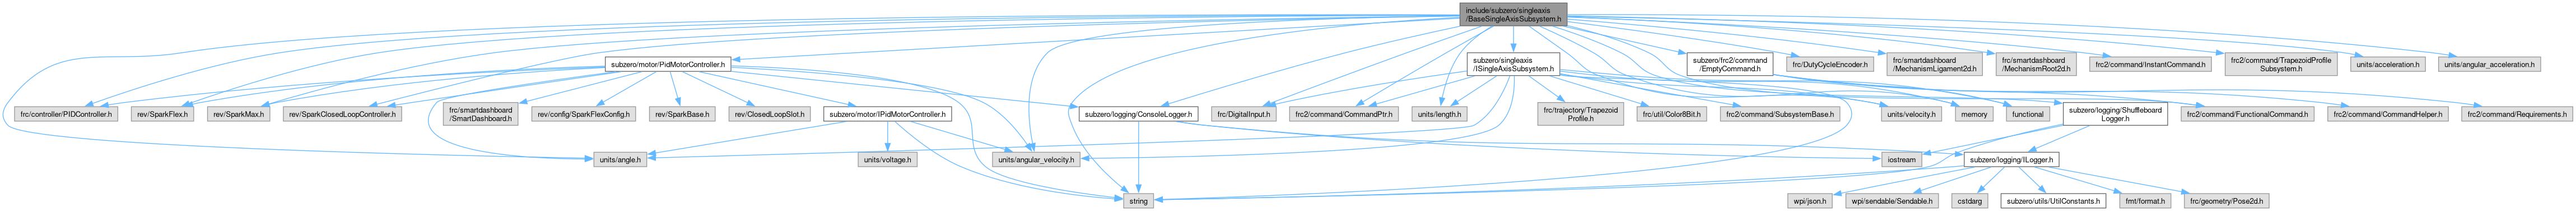 include/subzero/singleaxis
/BaseSingleAxisSubsystem.h
subzero/motor/PidMotorController.h
subzero/singleaxis
/ISingleAxisSubsystem.h
subzero/frc2/command
/EmptyCommand.h
frc/DutyCycleEncoder.h
frc/smartdashboard
/MechanismLigament2d.h
frc/smartdashboard
/MechanismRoot2d.h
frc2/command/InstantCommand.h
frc2/command/TrapezoidProfile
Subsystem.h
units/acceleration.h
units/angular_acceleration.h
frc/controller/PIDController.h
rev/SparkFlex.h
rev/SparkMax.h
rev/SparkClosedLoopController.h
frc/smartdashboard
/SmartDashboard.h
rev/config/SparkFlexConfig.h
rev/SparkBase.h
rev/ClosedLoopSlot.h
subzero/motor/IPidMotorController.h
subzero/logging/ConsoleLogger.h
frc/DigitalInput.h
frc2/command/CommandPtr.h
units/length.h
frc/trajectory/Trapezoid
Profile.h
frc/util/Color8Bit.h
frc2/command/SubsystemBase.h
units/velocity.h
memory
functional
subzero/logging/Shuffleboard
Logger.h
frc2/command/FunctionalCommand.h
frc2/command/CommandHelper.h
frc2/command/Requirements.h
units/angle.h
units/voltage.h
units/angular_velocity.h
iostream
subzero/logging/ILogger.h
string
wpi/json.h
wpi/sendable/Sendable.h
cstdarg
subzero/utils/UtilConstants.h
fmt/format.h
frc/geometry/Pose2d.h